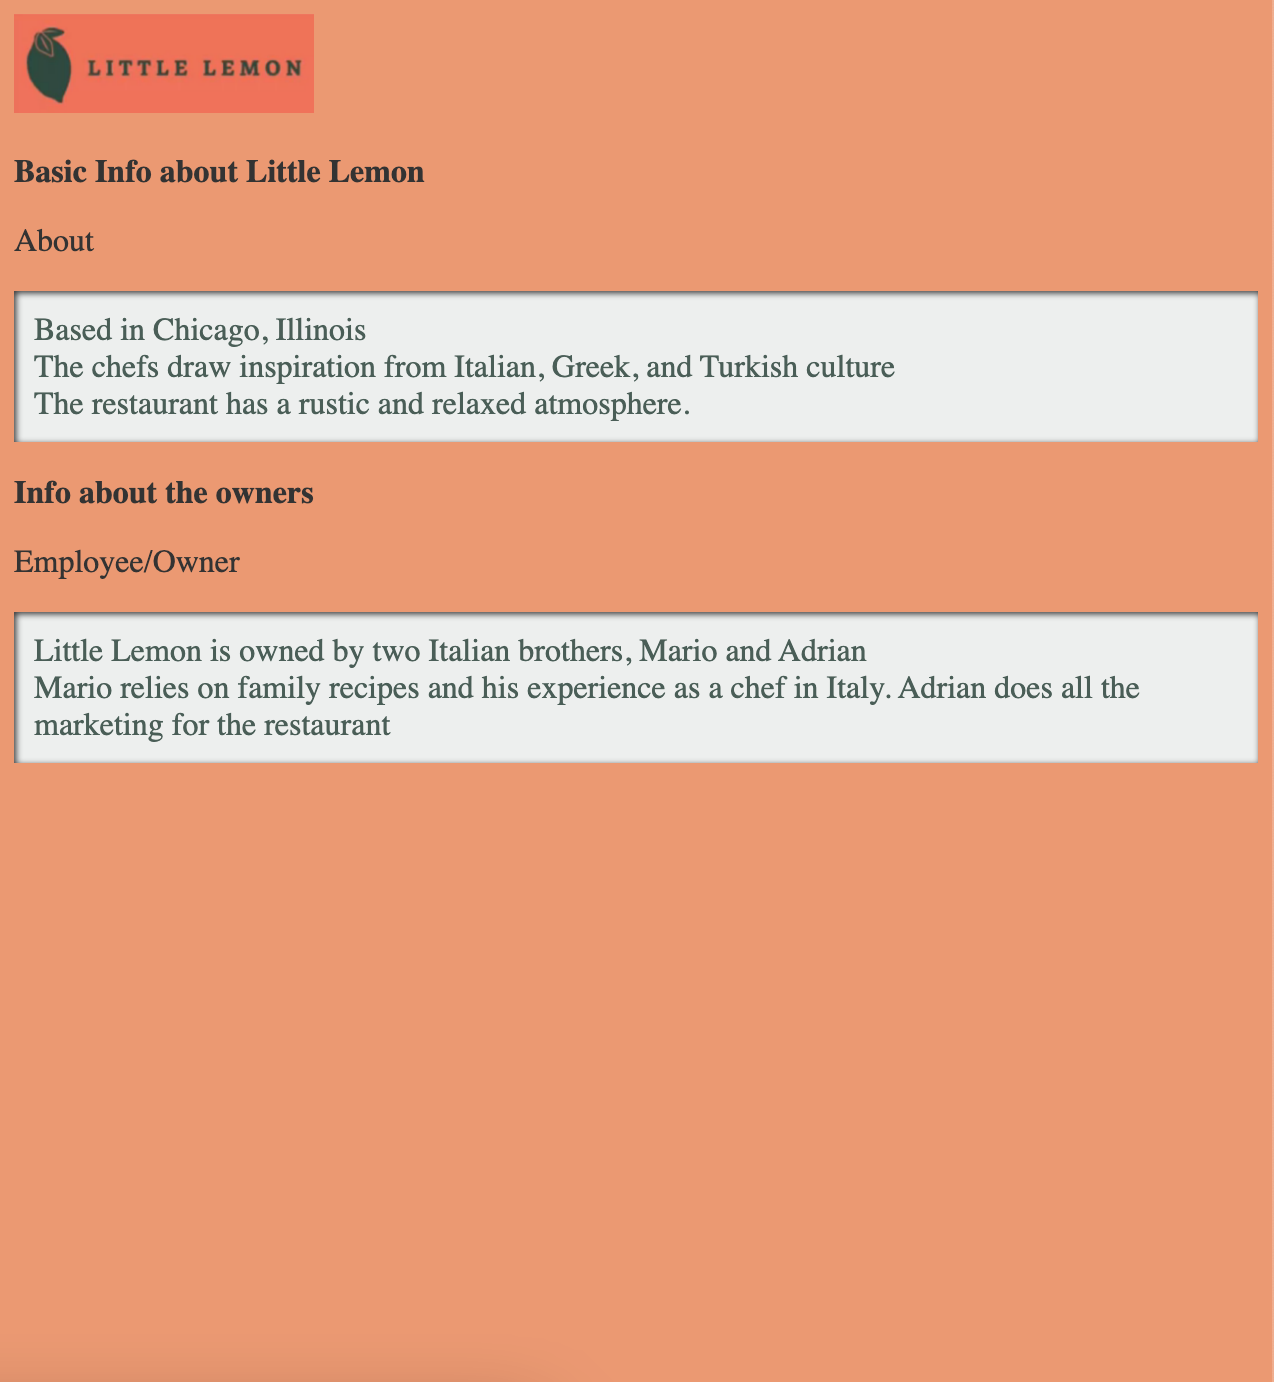 LITTLE LEMON
Basic Info about Little Lemon
About
Based in Chicago, Illinois
The chefs draw inspiration from Italian, Greek, and Turkish culture
The restaurant has a rustic and relaxed atmosphere.
Info about the owners
Employee/Owner
Little Lemon is owned by two Italian brothers, Mario and Adrian
Mario relies on family recipes and his experience as a chef in Italy. Adrian does all the
marketing for the restaurant